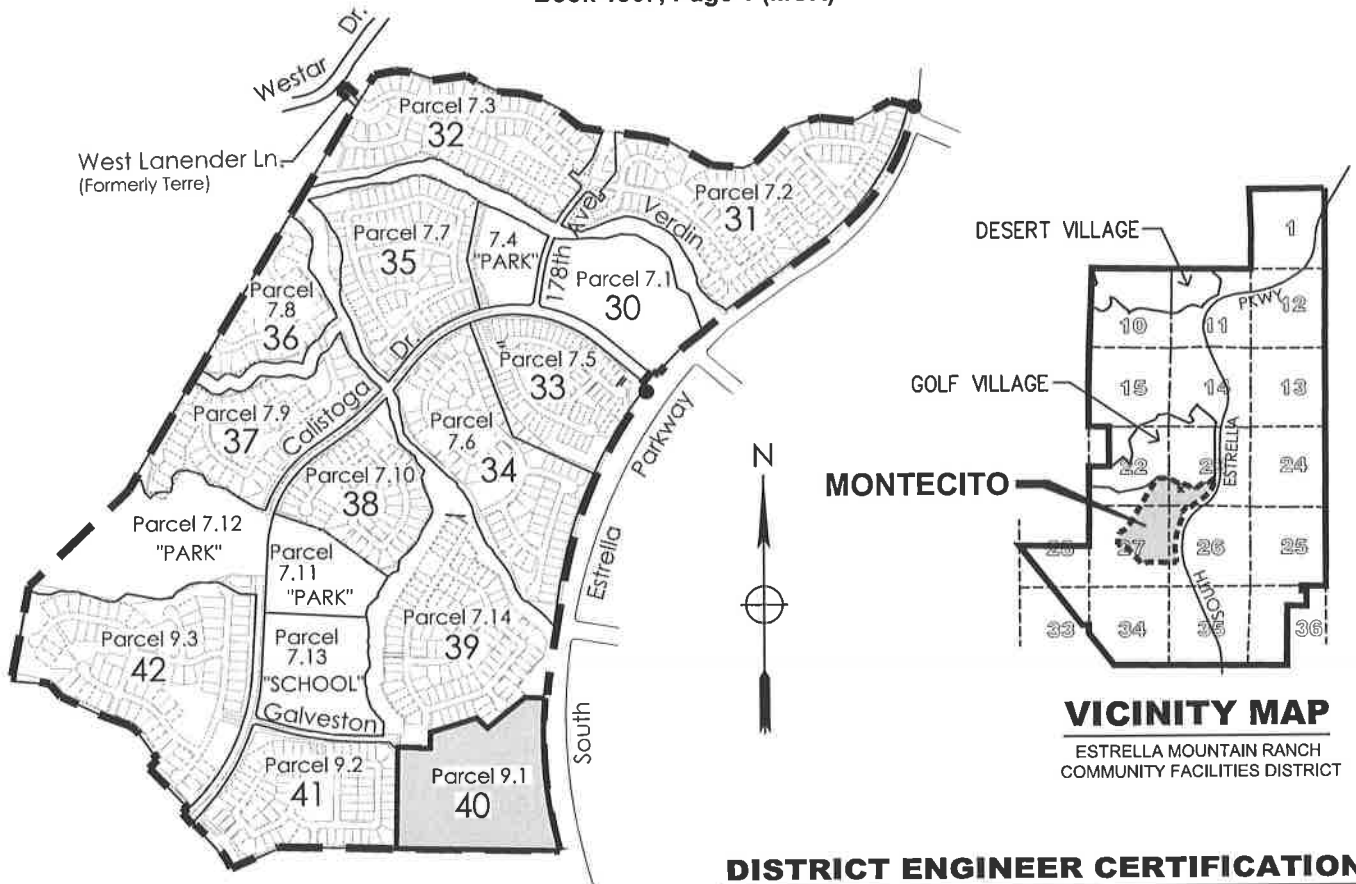 Westar Dr.
West Lanender Ln.
(Formerly Terre)
Parcel 7.3
32
Parcel 7.2
31
Verdin
178th Ave.
Parcel 7.7
35
7.4
"PARK"
Parcel 7.1
30
Parcel
7.8
36
Calistoga Dr.
Parcel 7.5
33
Parcel 7.9
37
Parcel
7.6
34
Parcel 7.10
38
Parcel 7.12
"PARK"
Parcel
7.11
"PARK"
Parcel 7.14
39
Parcel 9.3
42
Parcel
7.13
"SCHOOL"
Galveston
Parcel 9.2
41
Parcel 9.1
40
South Estrella Parkway
N
DESERT VILLAGE
GOLF VILLAGE
MONTECITO
1
PKWY
10
11
12
15
14
13
22
23
24
ESTRELLA
28
27
26
25
SOUTH
33
34
35
36
VICINITY MAP
ESTRELLA MOUNTAIN RANCH
COMMUNITY FACILITIES DISTRICT
DISTRICT ENGINEER CERTIFICATION